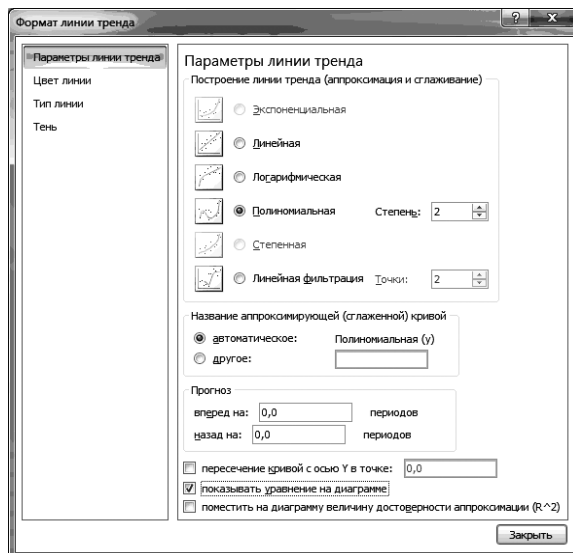 Формат линии тренда
Параметры линии тренда
Цвет линии
Тип линии
Тень
Параметры линии тренда
Построение линии тренда (аппроксимация и сглаживание)
Экспоненциальная
Линейная
Логарифмическая
Полиномиальная Степень: 2
Степенная
Линейная фильтрация Точки: 2
Название аппроксимирующей (сглаженной) кривой
автоматическое: Полиномиальная (у)
другое:
Прогноз
вперед на: 0,0 периодов
назад на: 0,0 периодов
пересечение кривой с осью Y в точке: 0,0
показывать уравнение на диаграмме
поместить на диаграмму величину достоверности аппроксимации (R^2)
Закрыть